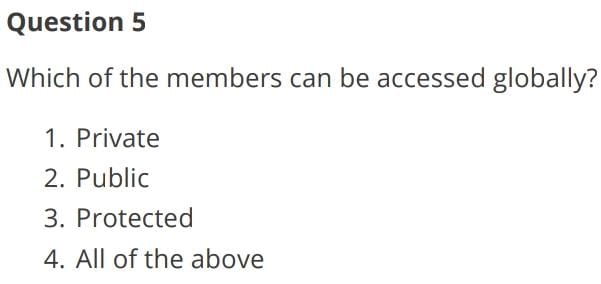 Question 5
Which of the members can be accessed globally?
1. Private
2. Public
3. Protected
4. All of the above